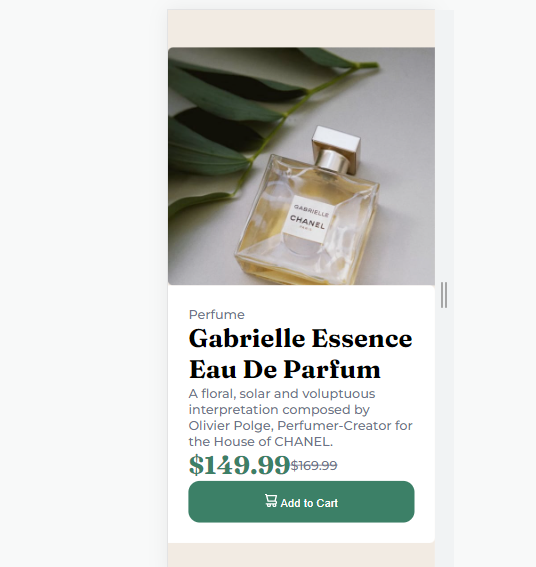 GABRIELLE
CHANEL
PARIS
Perfume
Gabrielle Essence
Eau De Parfum
A floral, solar and voluptuous
interpretation composed by
Olivier Polge, Perfumer-Creator for
the House of CHANEL.
$149.99 $169.99
Add to Cart